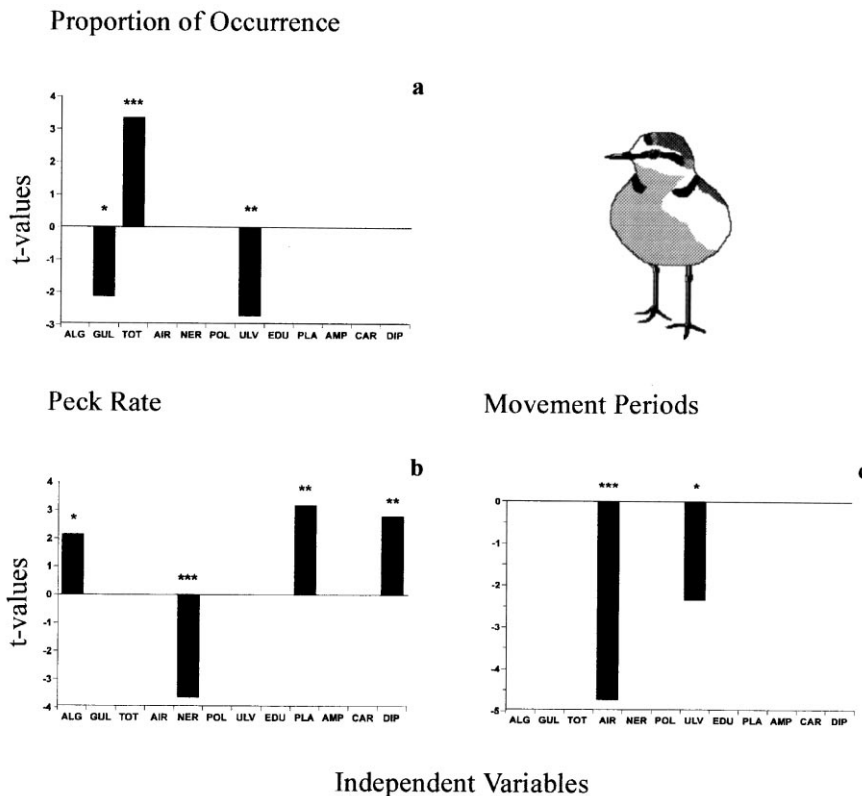 Proportion of Occurrence
a
t-values
4
3
2
1
0
-1
-2
-3
*
***
**
ALG GUL TOT AIR NER POL ULV EDU PLA AMP CAR DIP
Peck Rate
b
t-values
4
3
2
1
0
-1
-2
-3
-4
*
***
**
**
ALG GUL TOT AIR NER POL ULV EDU PLA AMP CAR DIP
Movement Periods
0
-1
-2
-3
-4
-5
***
*
ALG GUL TOT AIR NER POL ULV EDU PLA AMP CAR DIP
Independent Variables